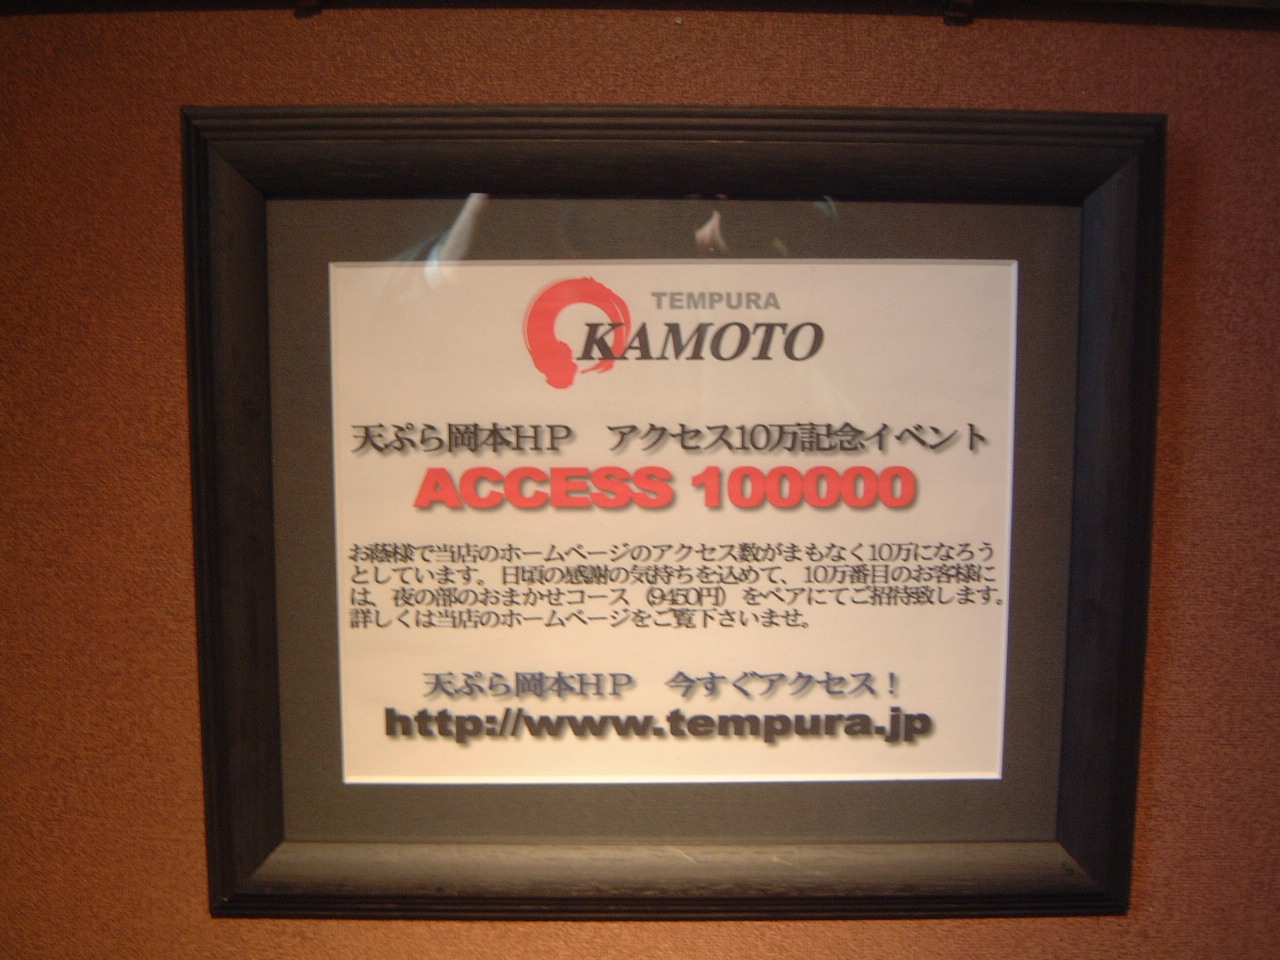 TEMPURA
OKAMOTO
天ぷら岡本HP　アクセス10万記念イベント
ACCESS 100000
お蔭様で当店のホームページのアクセス数がまもなく10万になろう
としています。日頃の感謝の気持ちを込めて、10万番目のお客様に
は、夜の部のおまかせコース（9450円）をペアにてご招待致します。
詳しくは当店のホームページをご覧下さいませ。
天ぷら岡本HP　今すぐアクセス！
http://www.tempura.jp